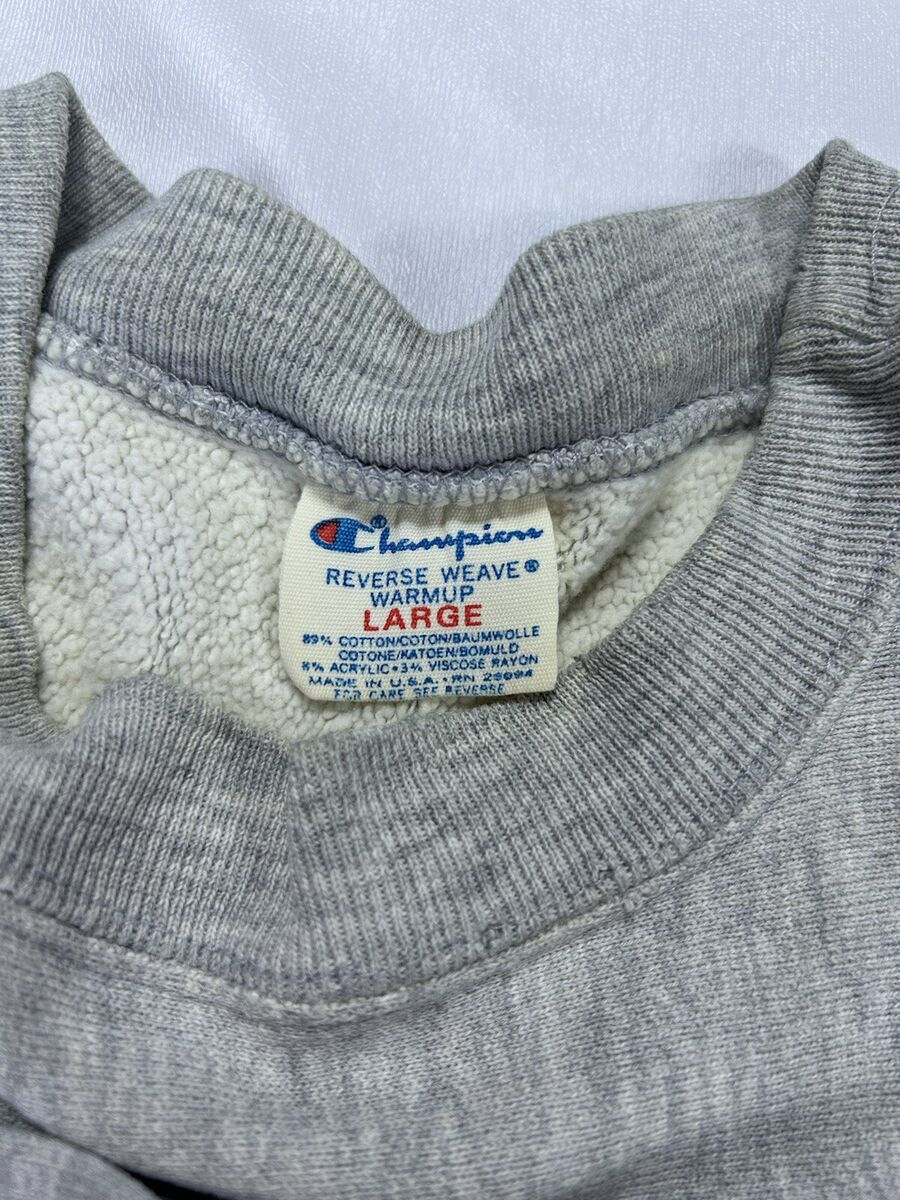 Champion®
REVERSE WEAVE®
WARMUP
LARGE
89% COTTON/COTON/BAUMWOLLE
COTONE/KATOEN/BOMULD
8% ACRYLIC • 3% VISCOSE RAYON
MADE IN U.S.A. • RN 26094
FOR CARE SEE REVERSE